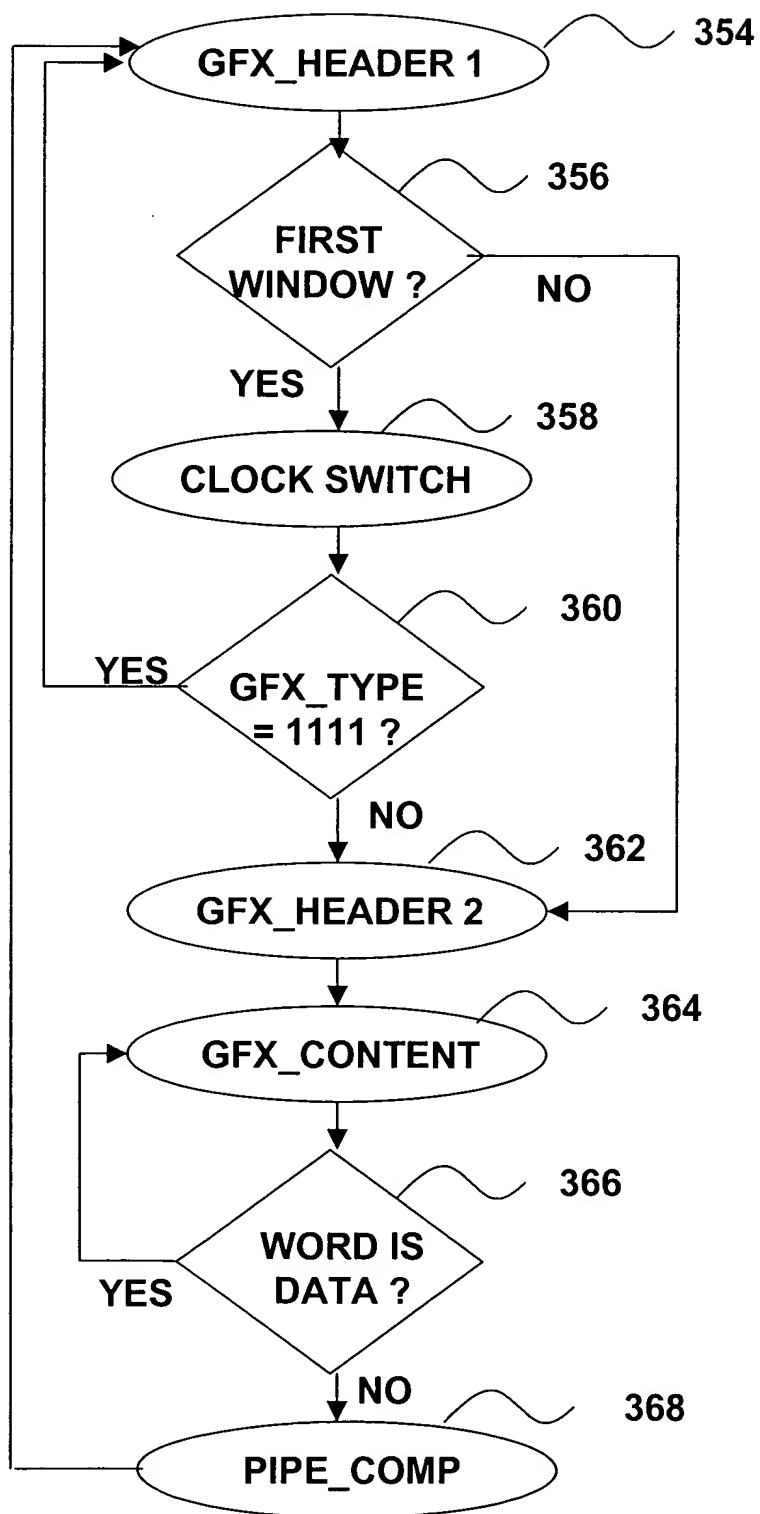 GFX_HEADER 1
354
356
FIRST
WINDOW ?
NO
YES
358
CLOCK SWITCH
360
YES
GFX_TYPE
= 1111 ?
NO
362
GFX_HEADER 2
364
GFX_CONTENT
366
WORD IS
DATA ?
YES
NO
368
PIPE_COMP